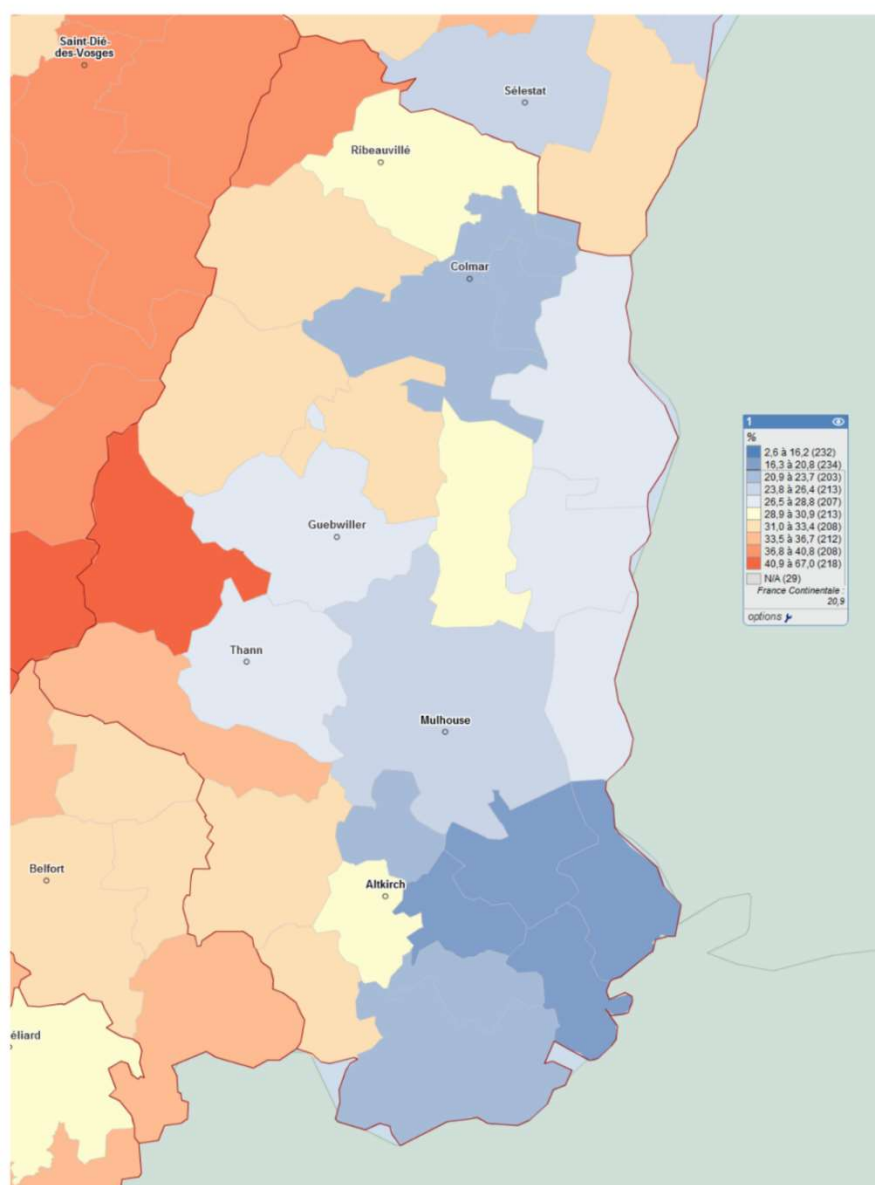 Saint-Dié-
des-Vosges
Sélestat
Ribeauvillé
Colmar
Guebwiller
Thann
Mulhouse
Belfort
Altkirch
éliard
1
%
2,6 à 16,2 (232)
16,3 à 20,8 (234)
20,9 à 23,7 (203)
23,8 à 26,4 (213)
26,5 à 28,8 (207)
28,9 à 30,9 (213)
31,0 à 33,4 (208)
33,5 à 36,7 (212)
36,8 à 40,8 (208)
40,9 à 67,0 (218)
N/A (29)
France Continentale :
20,9
options